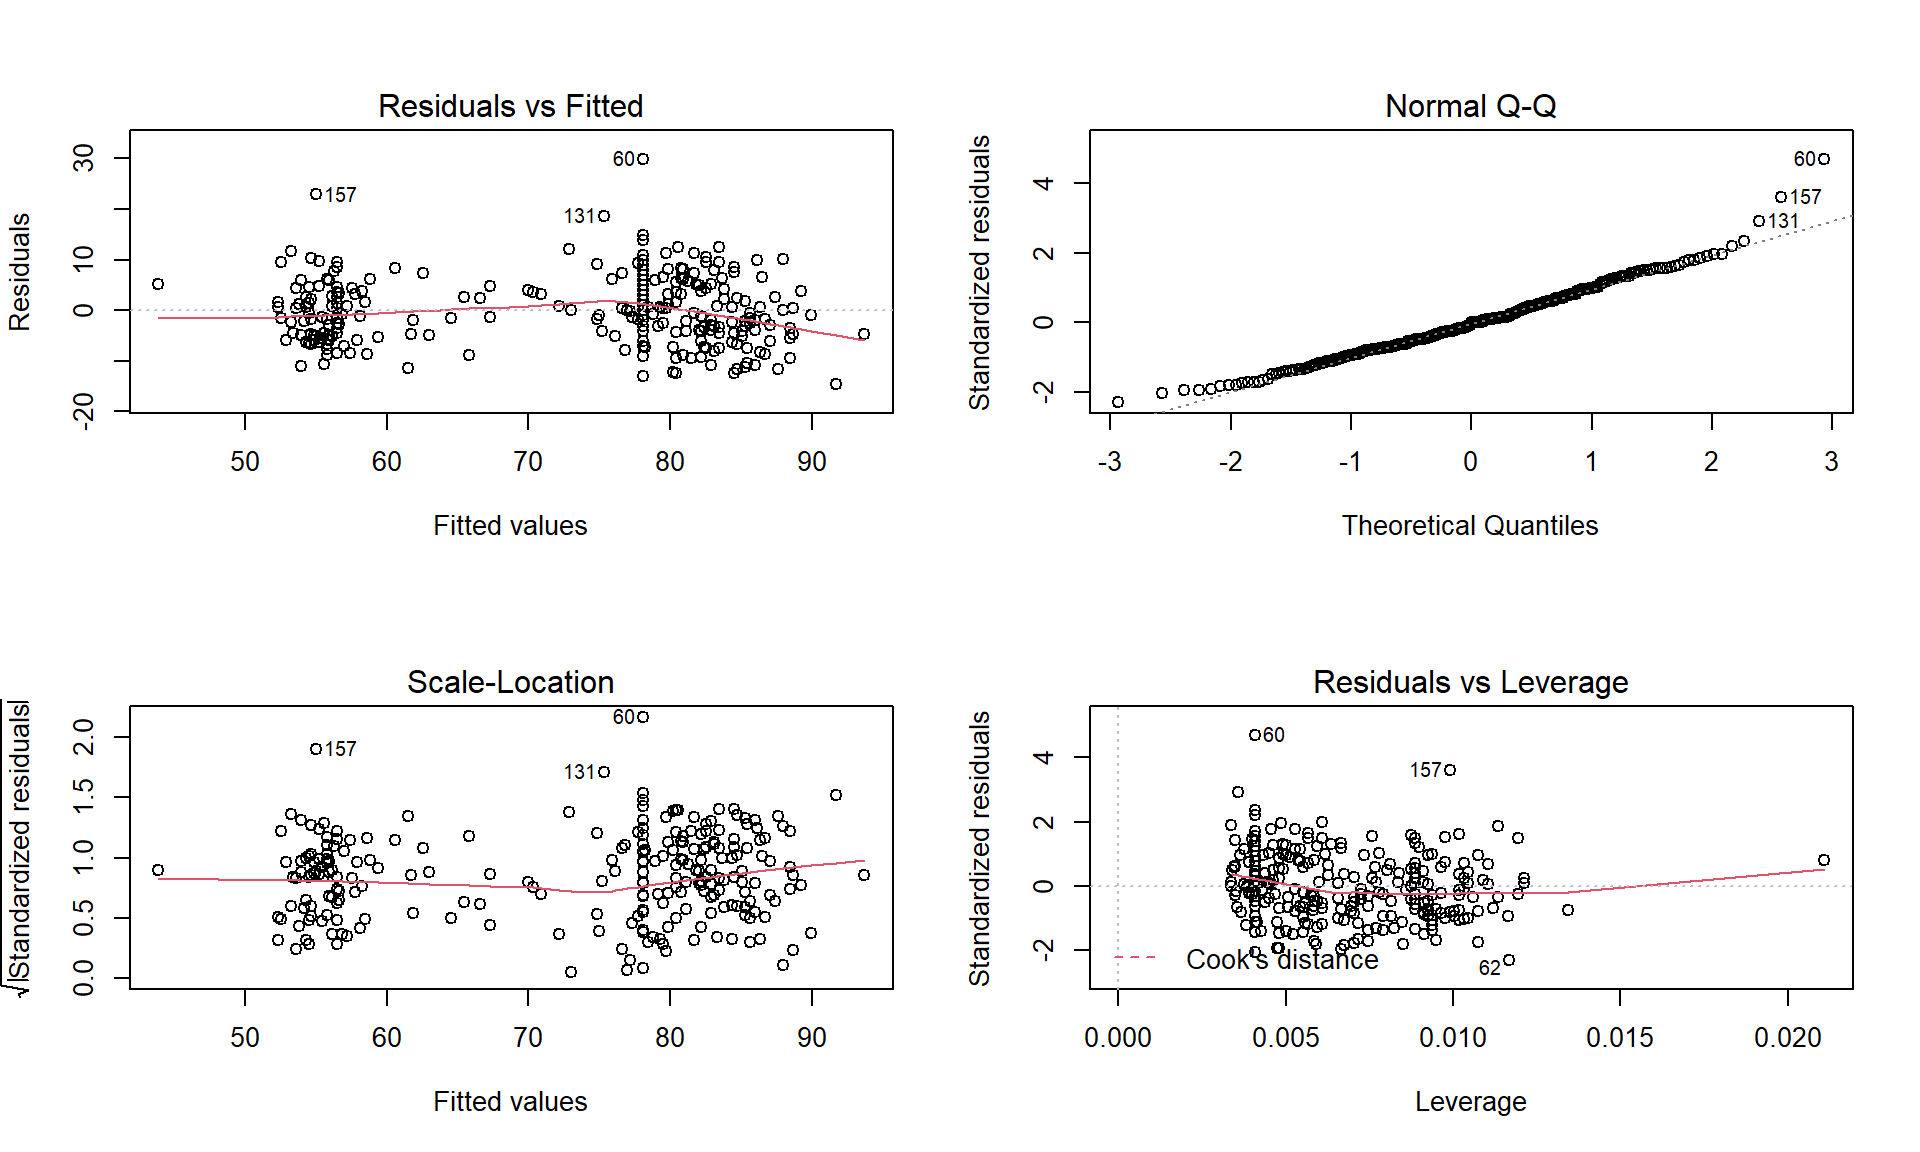 Residuals vs Fitted
Residuals
30
10
0
-20
60
157
131
50 60 70 80 90
Fitted values
Normal Q-Q
Standardized residuals
4
2
0
-2
60
157
131
-3 -2 -1 0 1 2 3
Theoretical Quantiles
Scale-Location
√|Standardized residuals|
2.0
1.5
1.0
0.5
0.0
60
157
131
50 60 70 80 90
Fitted values
Residuals vs Leverage
Standardized residuals
4
2
0
-2
60
157
62
Cook's distance
0.000 0.005 0.010 0.015 0.020
Leverage